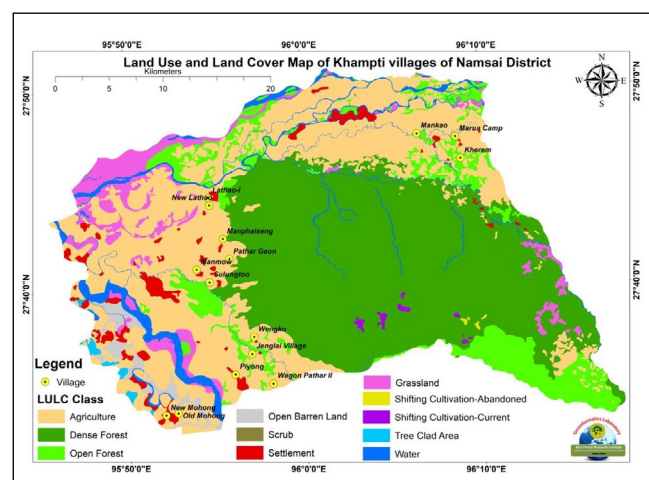 95°50'0"E 96°0'0"E 96°10'0"E
Land Use and Land Cover Map of Khampti villages of Namsai District
Kilometers
0 5 10 20
N
W E
S
27°50'0"N 27°50'0"N
Mankao
Marua Camp
Kherem
Lathao-I
New Lathao
Manphaiseng
Pathar Gaon
Manmow
Sulungtoo
27°40'0"N 27°40'0"N
Wengko
Jenglai Village
Piyong
Wagon Pathar II
New Mohong
Old Mohong
Legend
Village
LULC Class
Agriculture
Dense Forest
Open Forest
Open Barren Land
Scrub
Settlement
Grassland
Shifting Cultivation-Abandoned
Shifting Cultivation-Current
Tree Clad Area
Water
Geoinformatics Laboratory
95°50'0"E 96°0'0"E 96°10'0"E